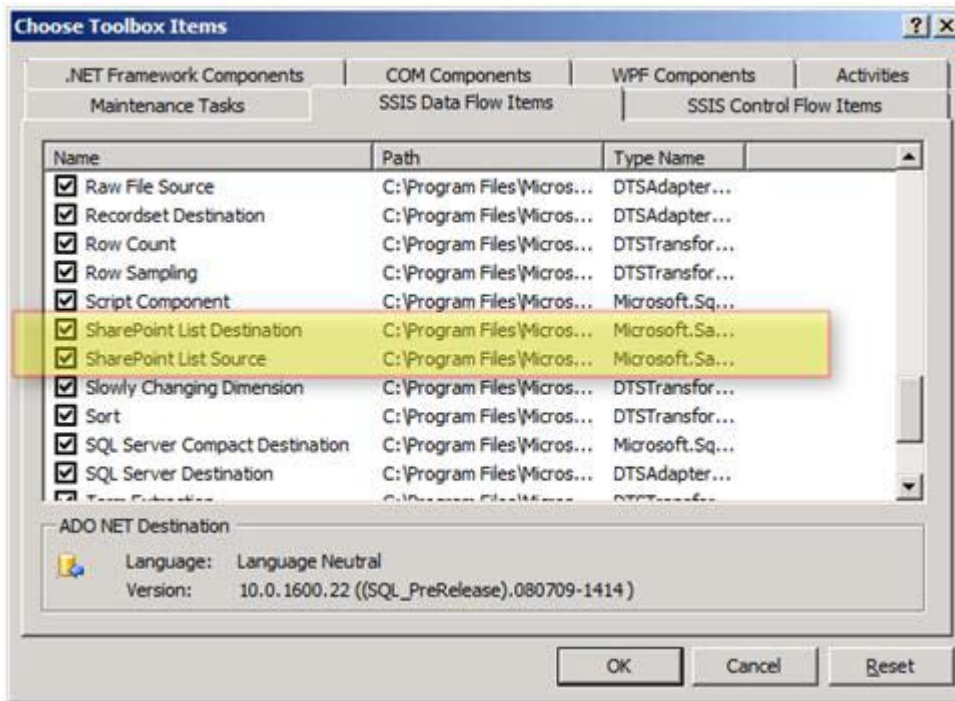 Choose Toolbox Items
.NET Framework Components COM Components WPF Components Activities
Maintenance Tasks SSIS Data Flow Items SSIS Control Flow Items
Name Path Type Name
Raw File Source C:\Program Files\Micros... DTSAdapter...
Recordset Destination C:\Program Files\Micros... DTSAdapter...
Row Count C:\Program Files\Micros... DTSTransfor...
Row Sampling C:\Program Files\Micros... DTSTransfor...
Script Component C:\Program Files\Micros... Microsoft.Sq...
SharePoint List Destination C:\Program Files\Micros... Microsoft.Sa...
SharePoint List Source C:\Program Files\Micros... Microsoft.Sa...
Slowly Changing Dimension C:\Program Files\Micros... DTSTransfor...
Sort C:\Program Files\Micros... DTSTransfor...
SQL Server Compact Destination C:\Program Files\Micros... Microsoft.Sq...
SQL Server Destination C:\Program Files\Micros... DTSAdapter...
ADO NET Destination
Language: Language Neutral
Version: 10.0.1600.22 ((SQL_PreRelease).080709-1414 )
OK Cancel Reset